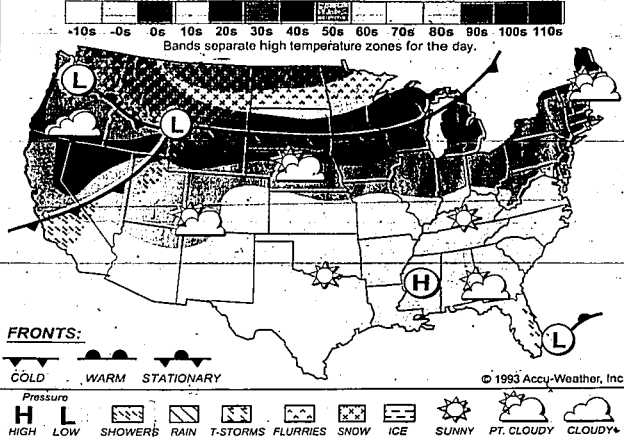 -10s -0s 0s 10s 20s 30s 40s 50s 60s 70s 80s 90s 100s 110s
Bands separate high temperature zones for the day.
L
L
H
L
FRONTS:
COLD WARM STATIONARY
© 1993 Accu-Weather, Inc
Pressure
H L
HIGH LOW SHOWERS RAIN T-STORMS FLURRIES SNOW ICE SUNNY PT. CLOUDY CLOUDY